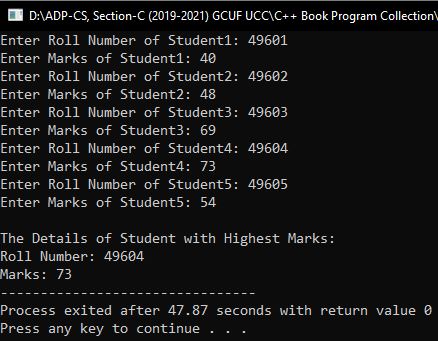 D:\ADP-CS, Section-C (2019-2021) GCUF UCC\C++ Book Program Collection\
Enter Roll Number of Student1: 49601
Enter Marks of Student1: 40
Enter Roll Number of Student2: 49602
Enter Marks of Student2: 48
Enter Roll Number of Student3: 49603
Enter Marks of Student3: 69
Enter Roll Number of Student4: 49604
Enter Marks of Student4: 73
Enter Roll Number of Student5: 49605
Enter Marks of Student5: 54
The Details of Student with Highest Marks:
Roll Number: 49604
Marks: 73
--------------------------------
Process exited after 47.87 seconds with return value 0
Press any key to continue . . .